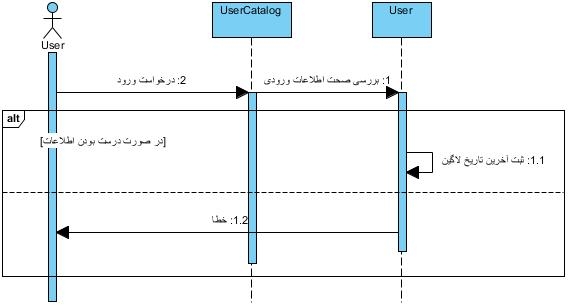 User
UserCatalog
User
2: درخواست ورود
1: بررسی صحت اطلاعات ورودی
alt
[در صورت درست بودن اطلاعات]
1.1: ثبت آخرین تاریخ لاگین
1.2: خطا